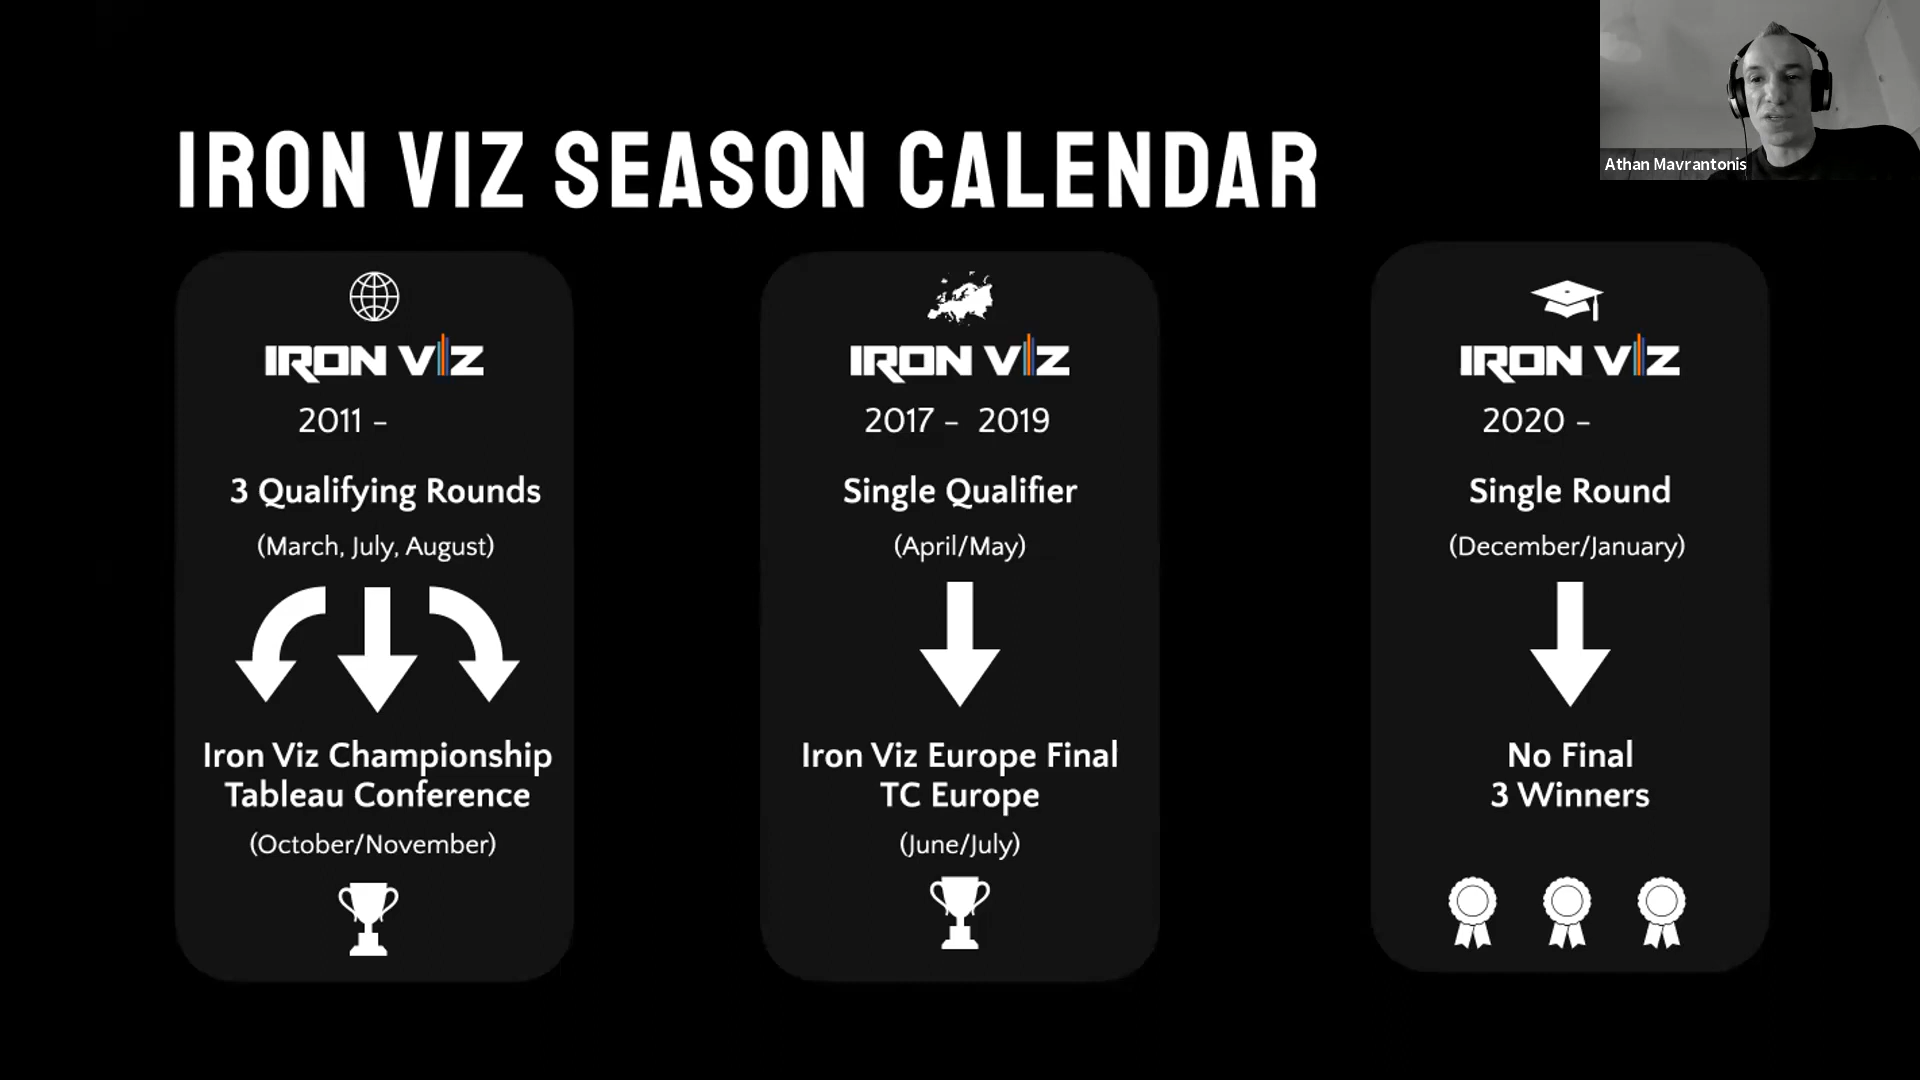 IRON VIZ SEASON CALENDAR
Athan Mavrantonis
IRON VIZ
2011 -
3 Qualifying Rounds
(March, July, August)
Iron Viz Championship
Tableau Conference
(October/November)
IRON VIZ
2017 - 2019
Single Qualifier
(April/May)
Iron Viz Europe Final
TC Europe
(June/July)
IRON VIZ
2020 -
Single Round
(December/January)
No Final
3 Winners